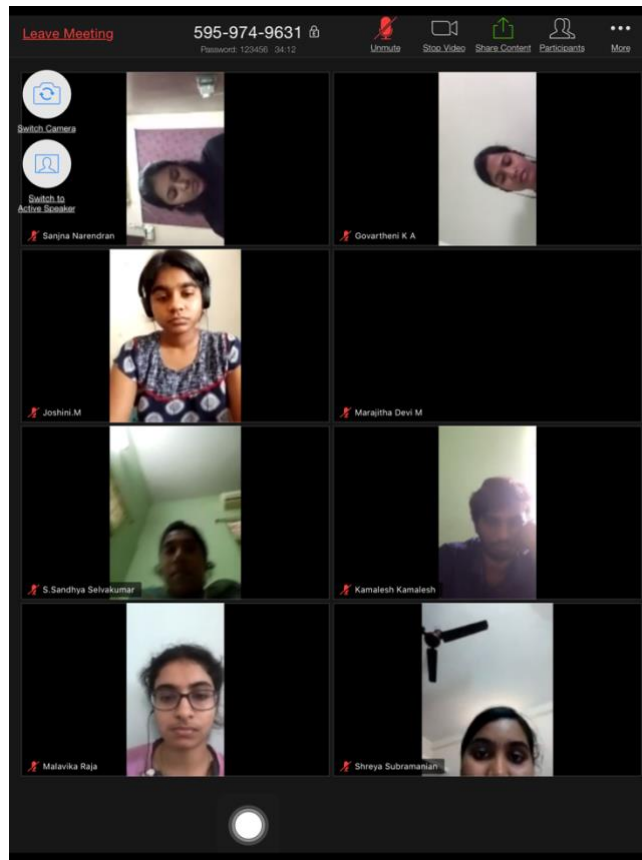 Leave Meeting
595-974-9631
Password: 123456 34:12
Unmute
Stop Video
Share Content
Participants
More
Switch Camera
Switch to
Active Speaker
Sanjna Narendran
Govartheni K A
Joshini.M
Marajitha Devi M
S.Sandhya Selvakumar
Kamalesh Kamalesh
Malavika Raja
Shreya Subramanian